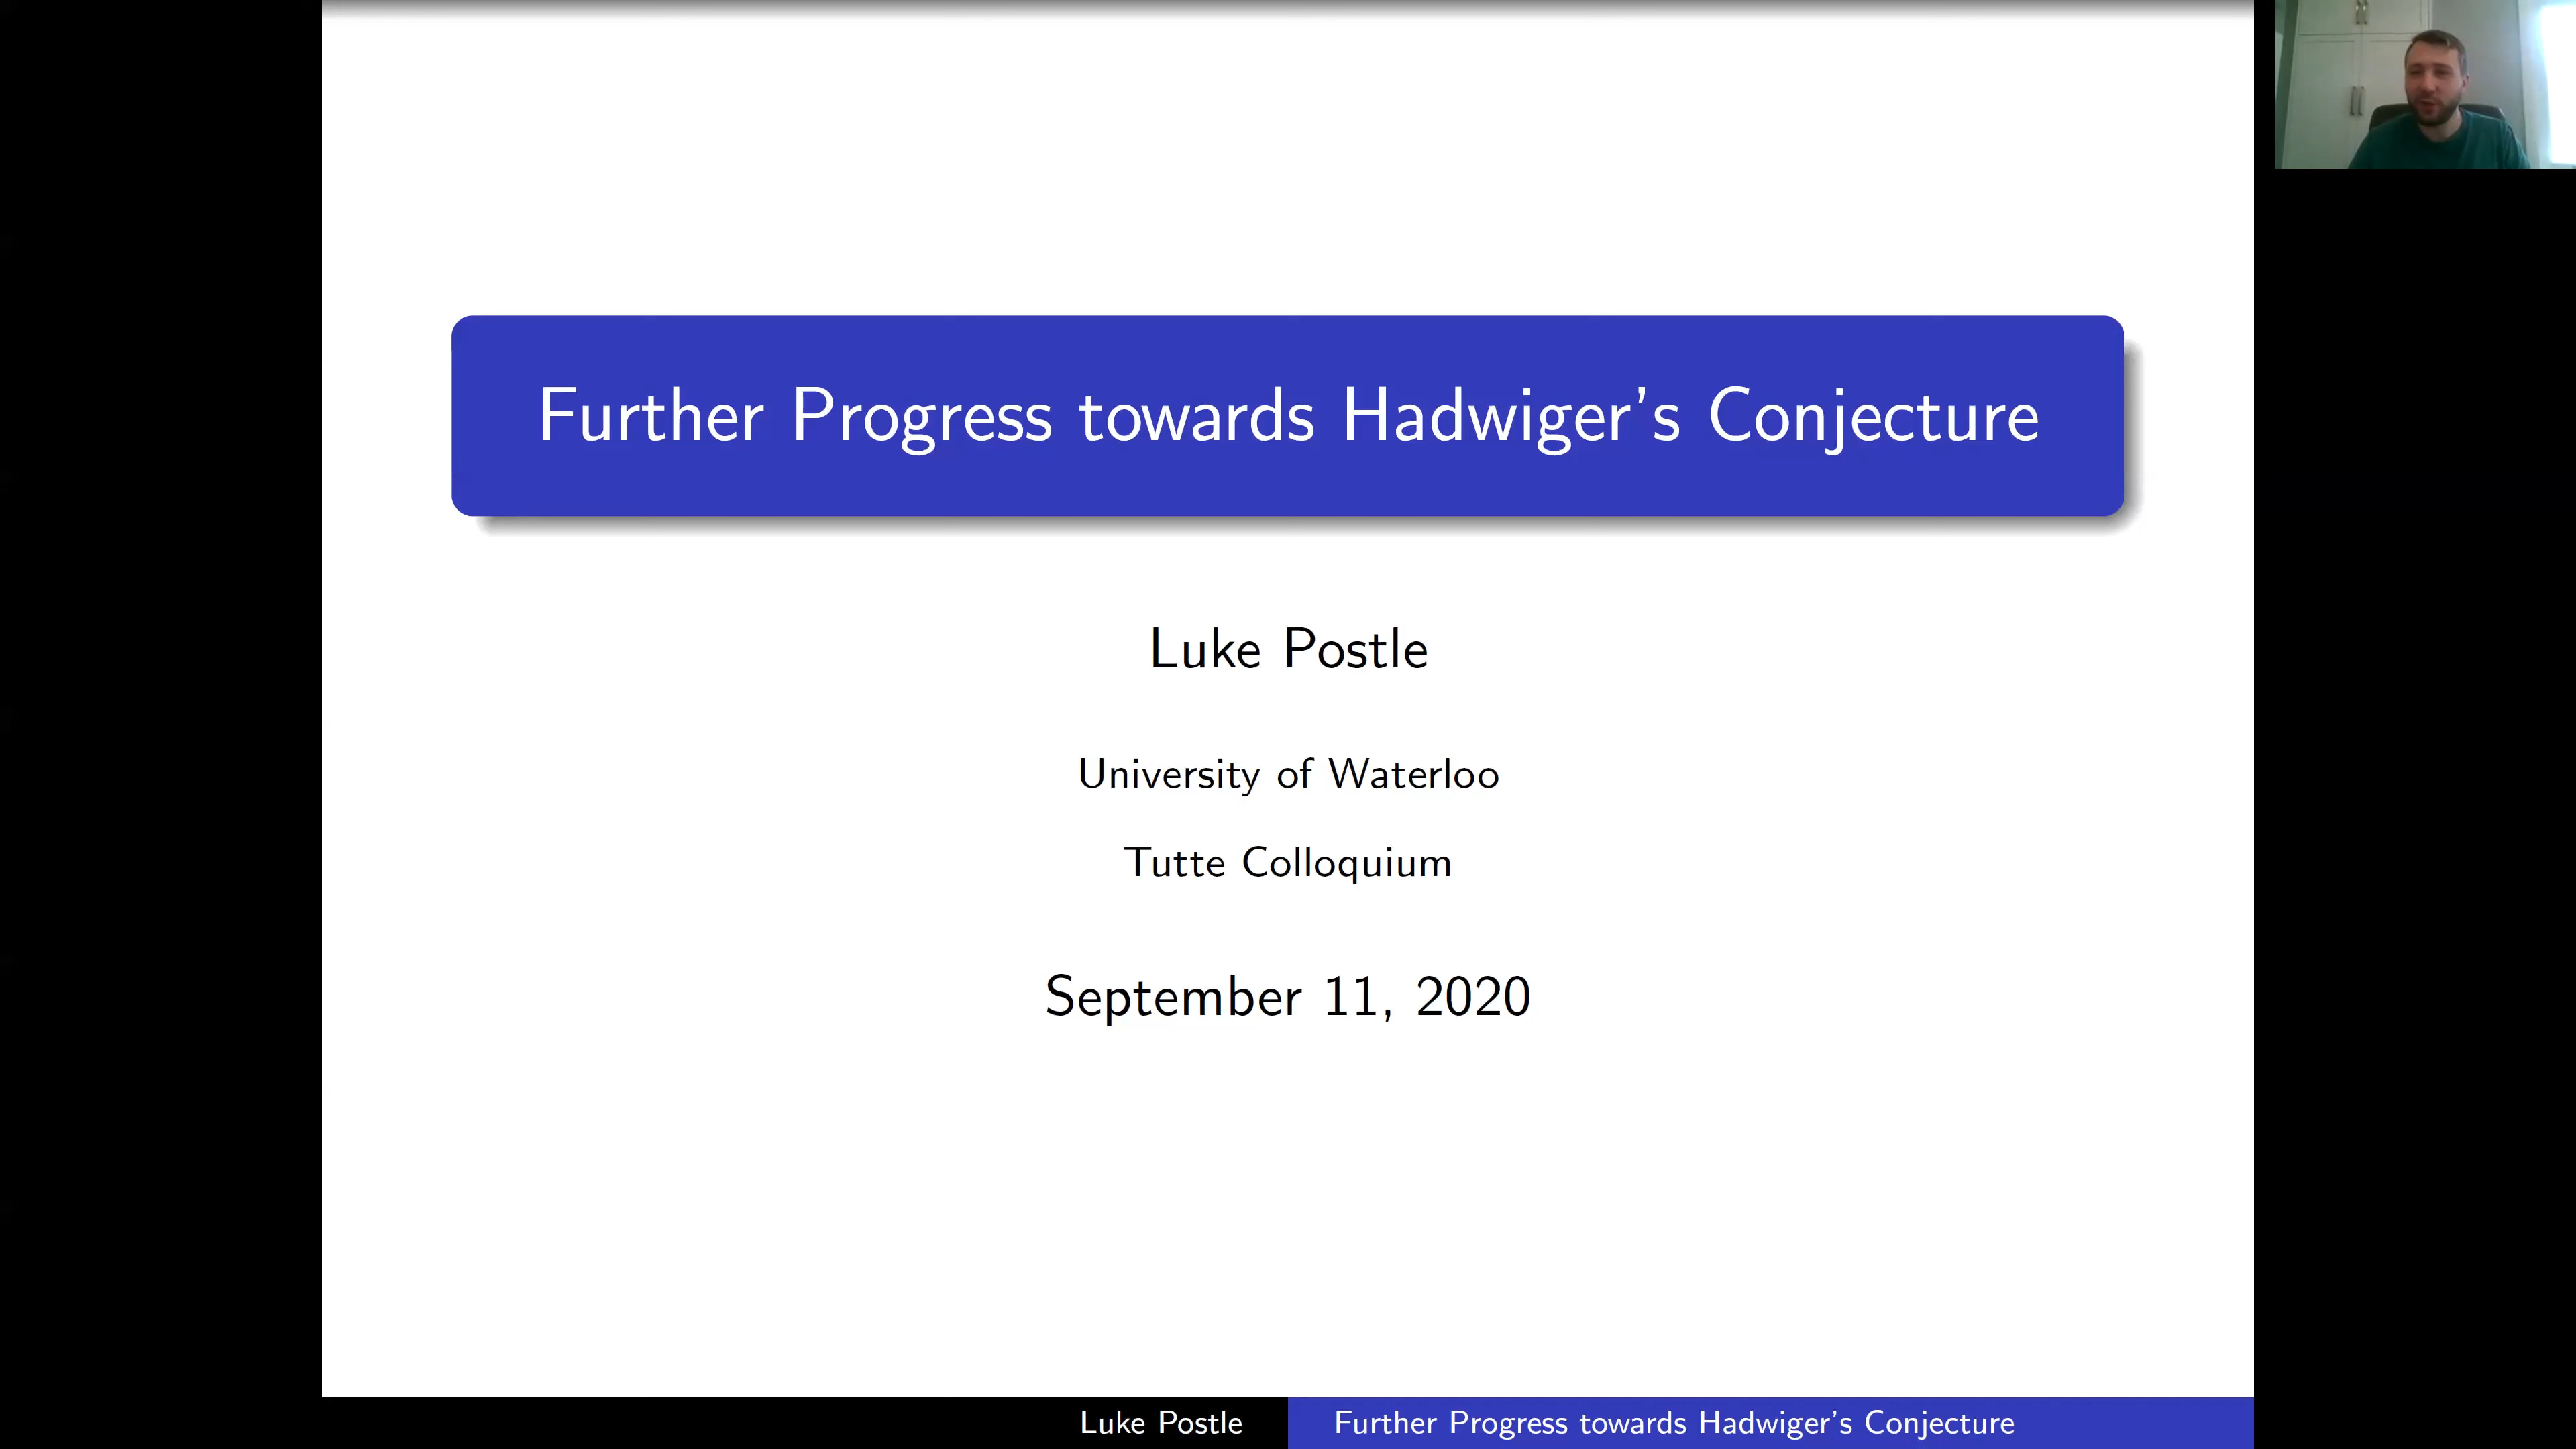 Further Progress towards Hadwiger's Conjecture
Luke Postle
University of Waterloo
Tutte Colloquium
September 11, 2020
Luke Postle
Further Progress towards Hadwiger's Conjecture